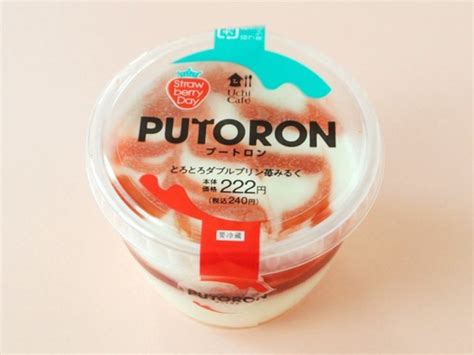 Straw
berry
Day
Uchi
Café
PUTORON
プートロン
とろとろダブルプリン苺みるく
本体
価格 222円
(税込240円)
要冷蔵
PUTORON